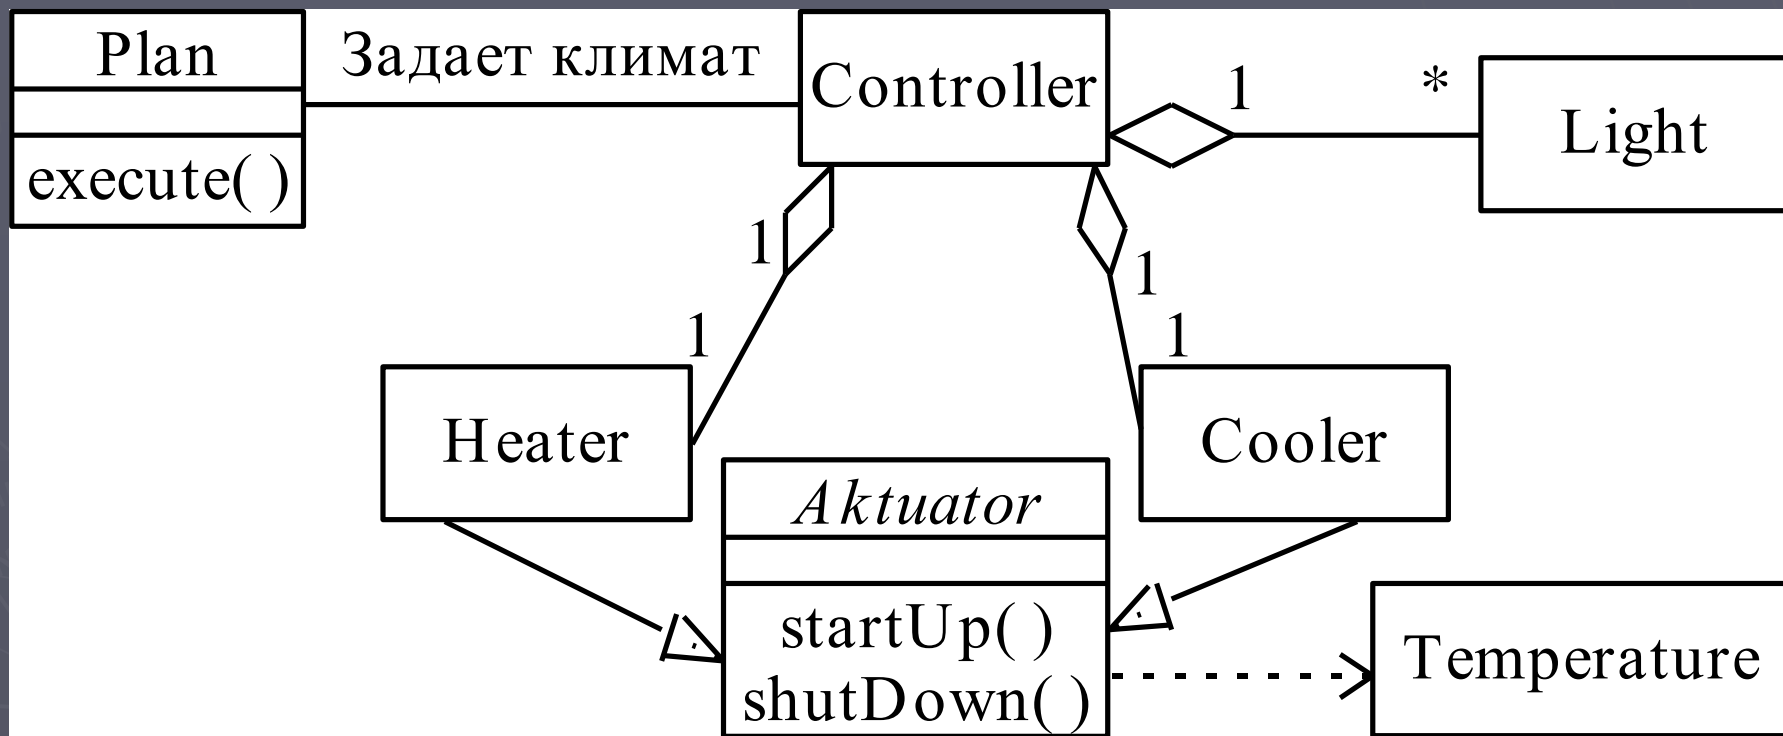 Plan
execute( )
Задает климат
Controller
1
*
Light
1
1
1
1
Heater
Cooler
Aktuator
startUp( )
shutDown( )
Temperature